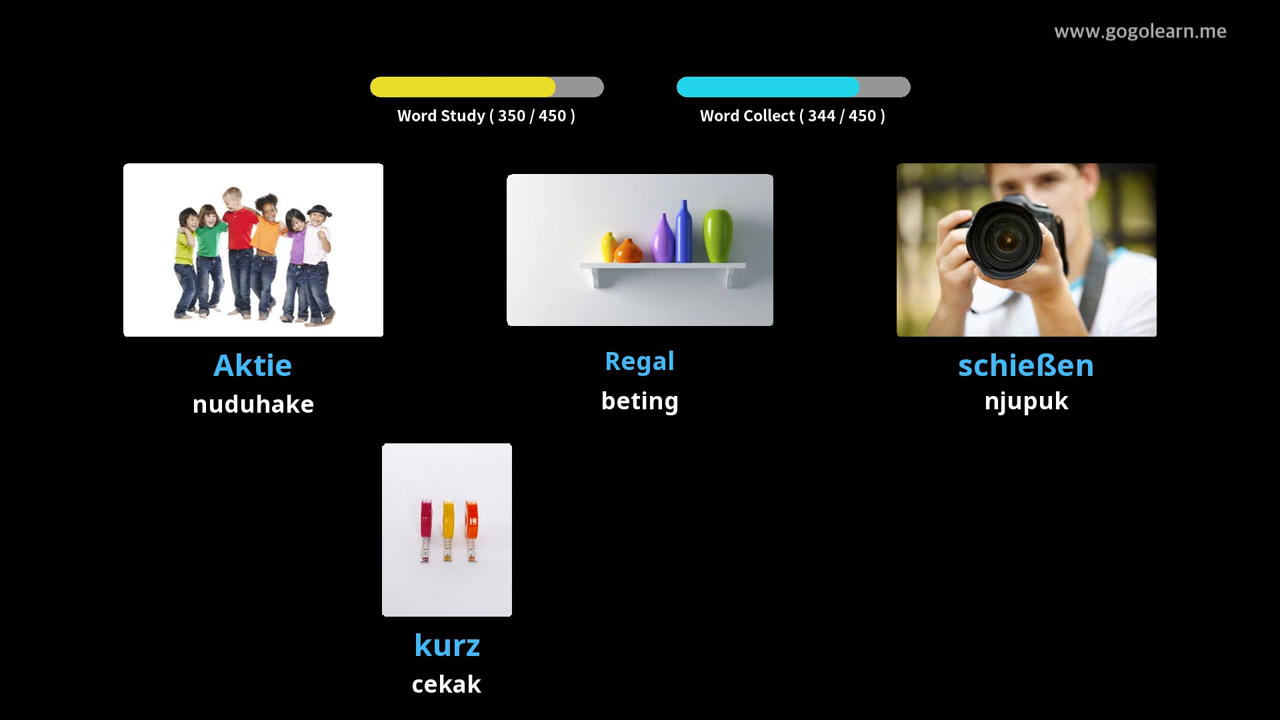 www.gogolearn.me
Word Study ( 350 / 450 )
Word Collect ( 344 / 450 )
Aktie
nuduhake
Regal
beting
schießen
njupuk
kurz
cekak